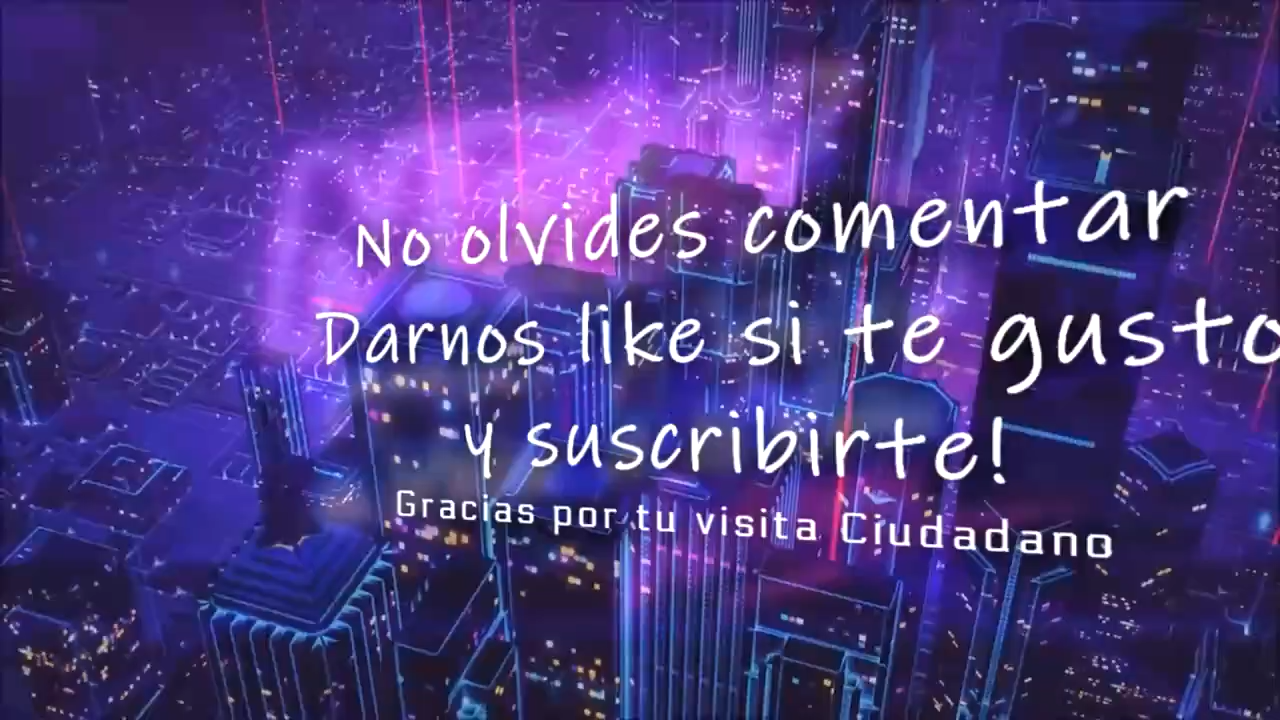 No olvides comentar
Darnos like si te gusto
y suscribirte!
Gracias por tu visita Ciudadano